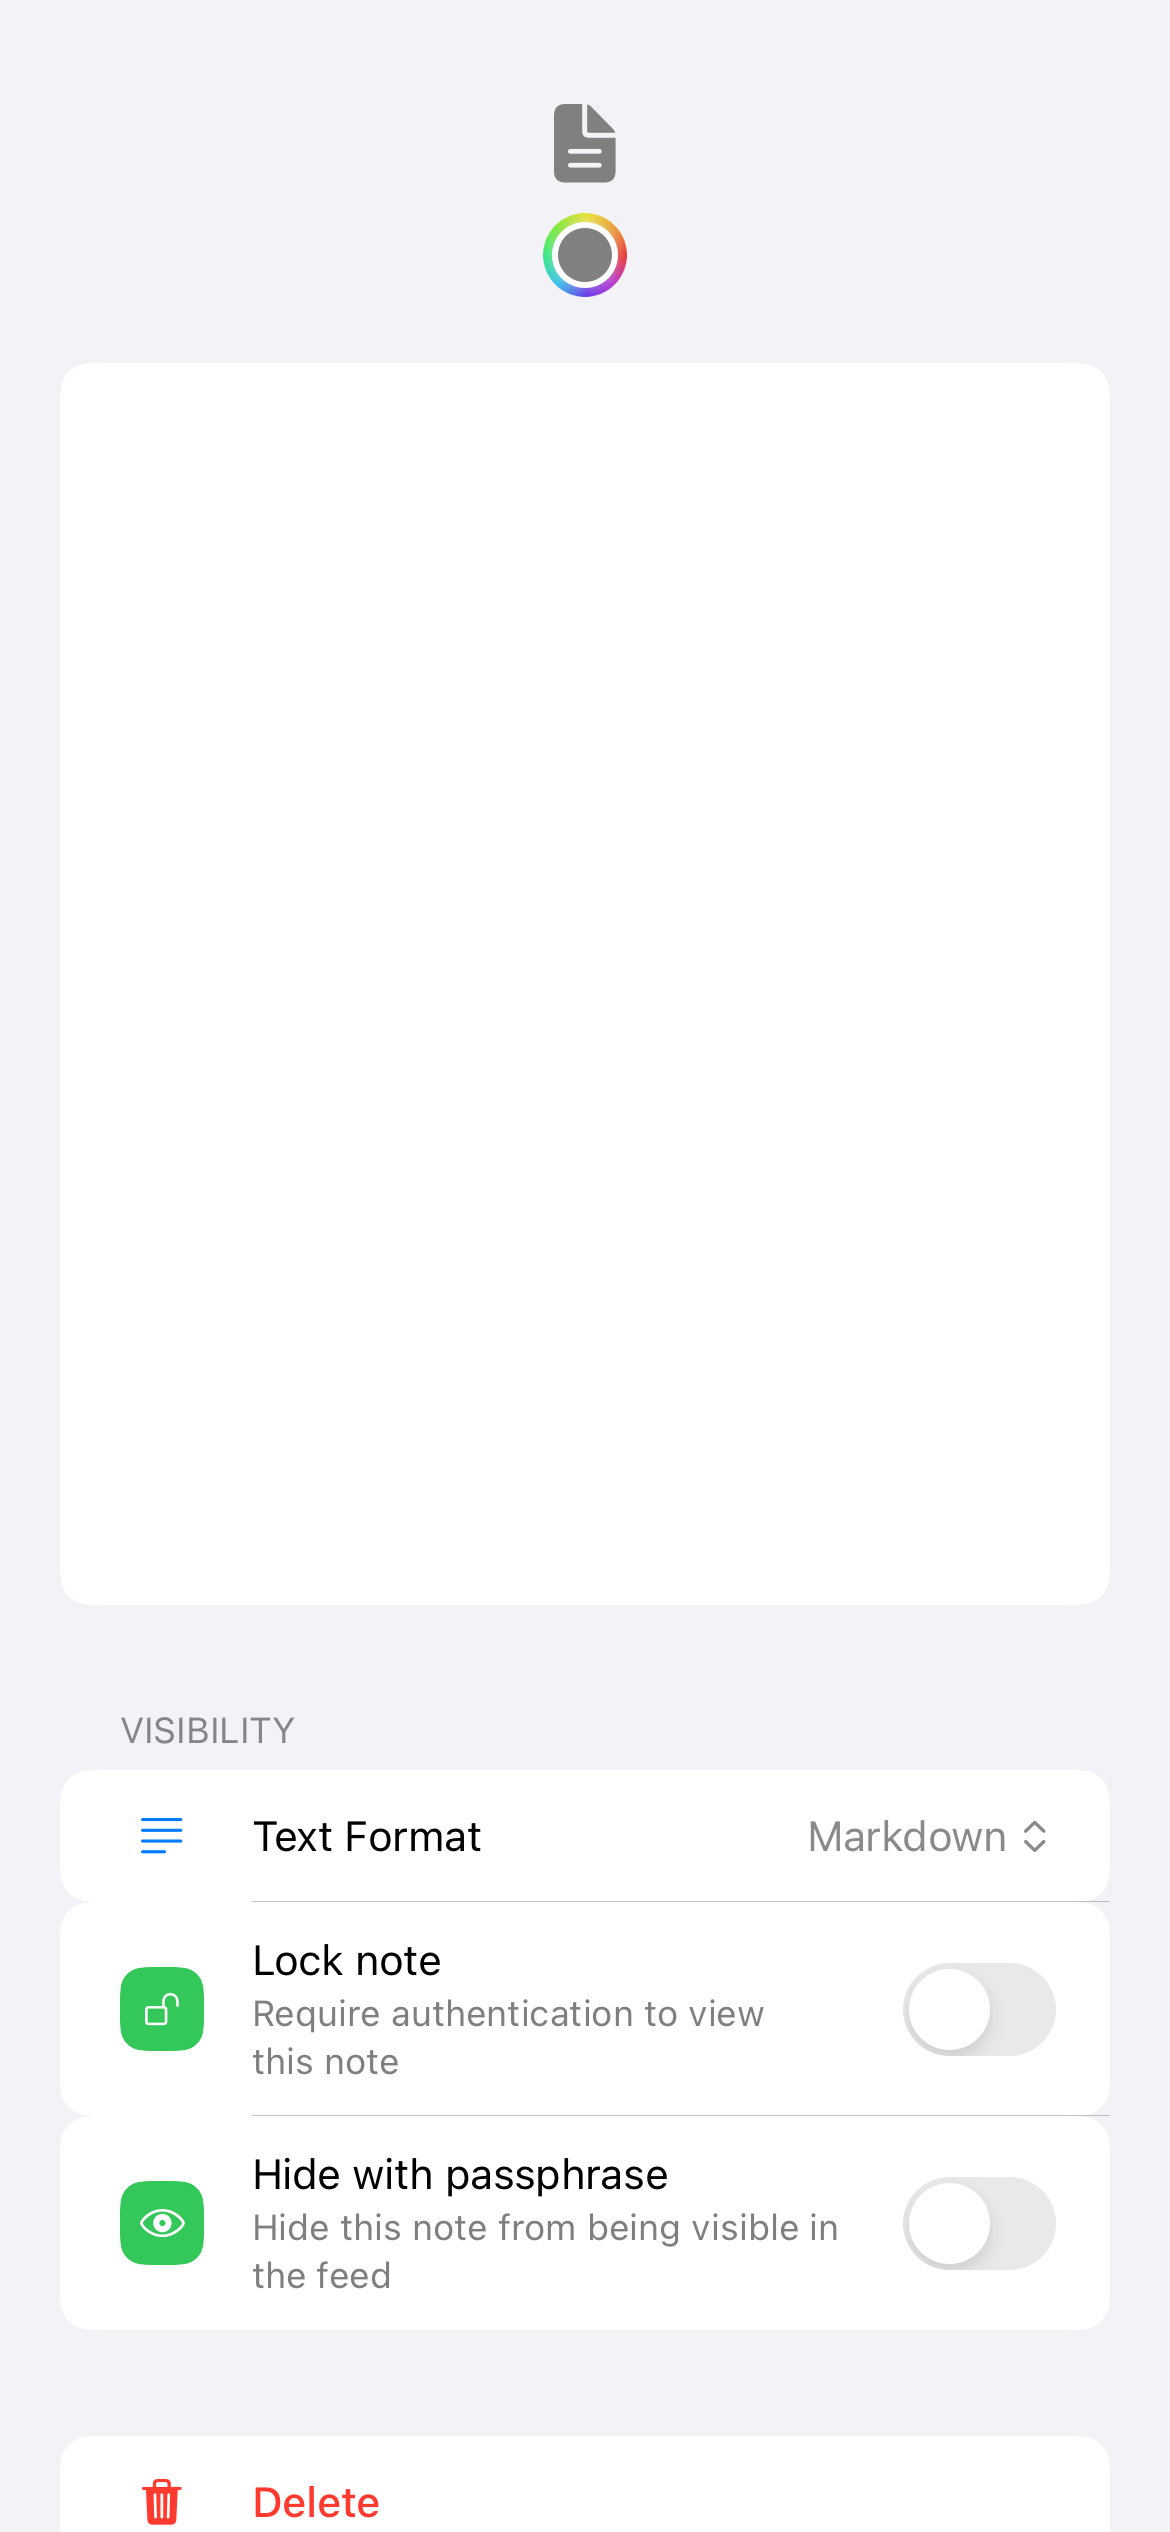 VISIBILITY
Text Format
Markdown
Lock note
Require authentication to view
this note
Hide with passphrase
Hide this note from being visible in
the feed
Delete